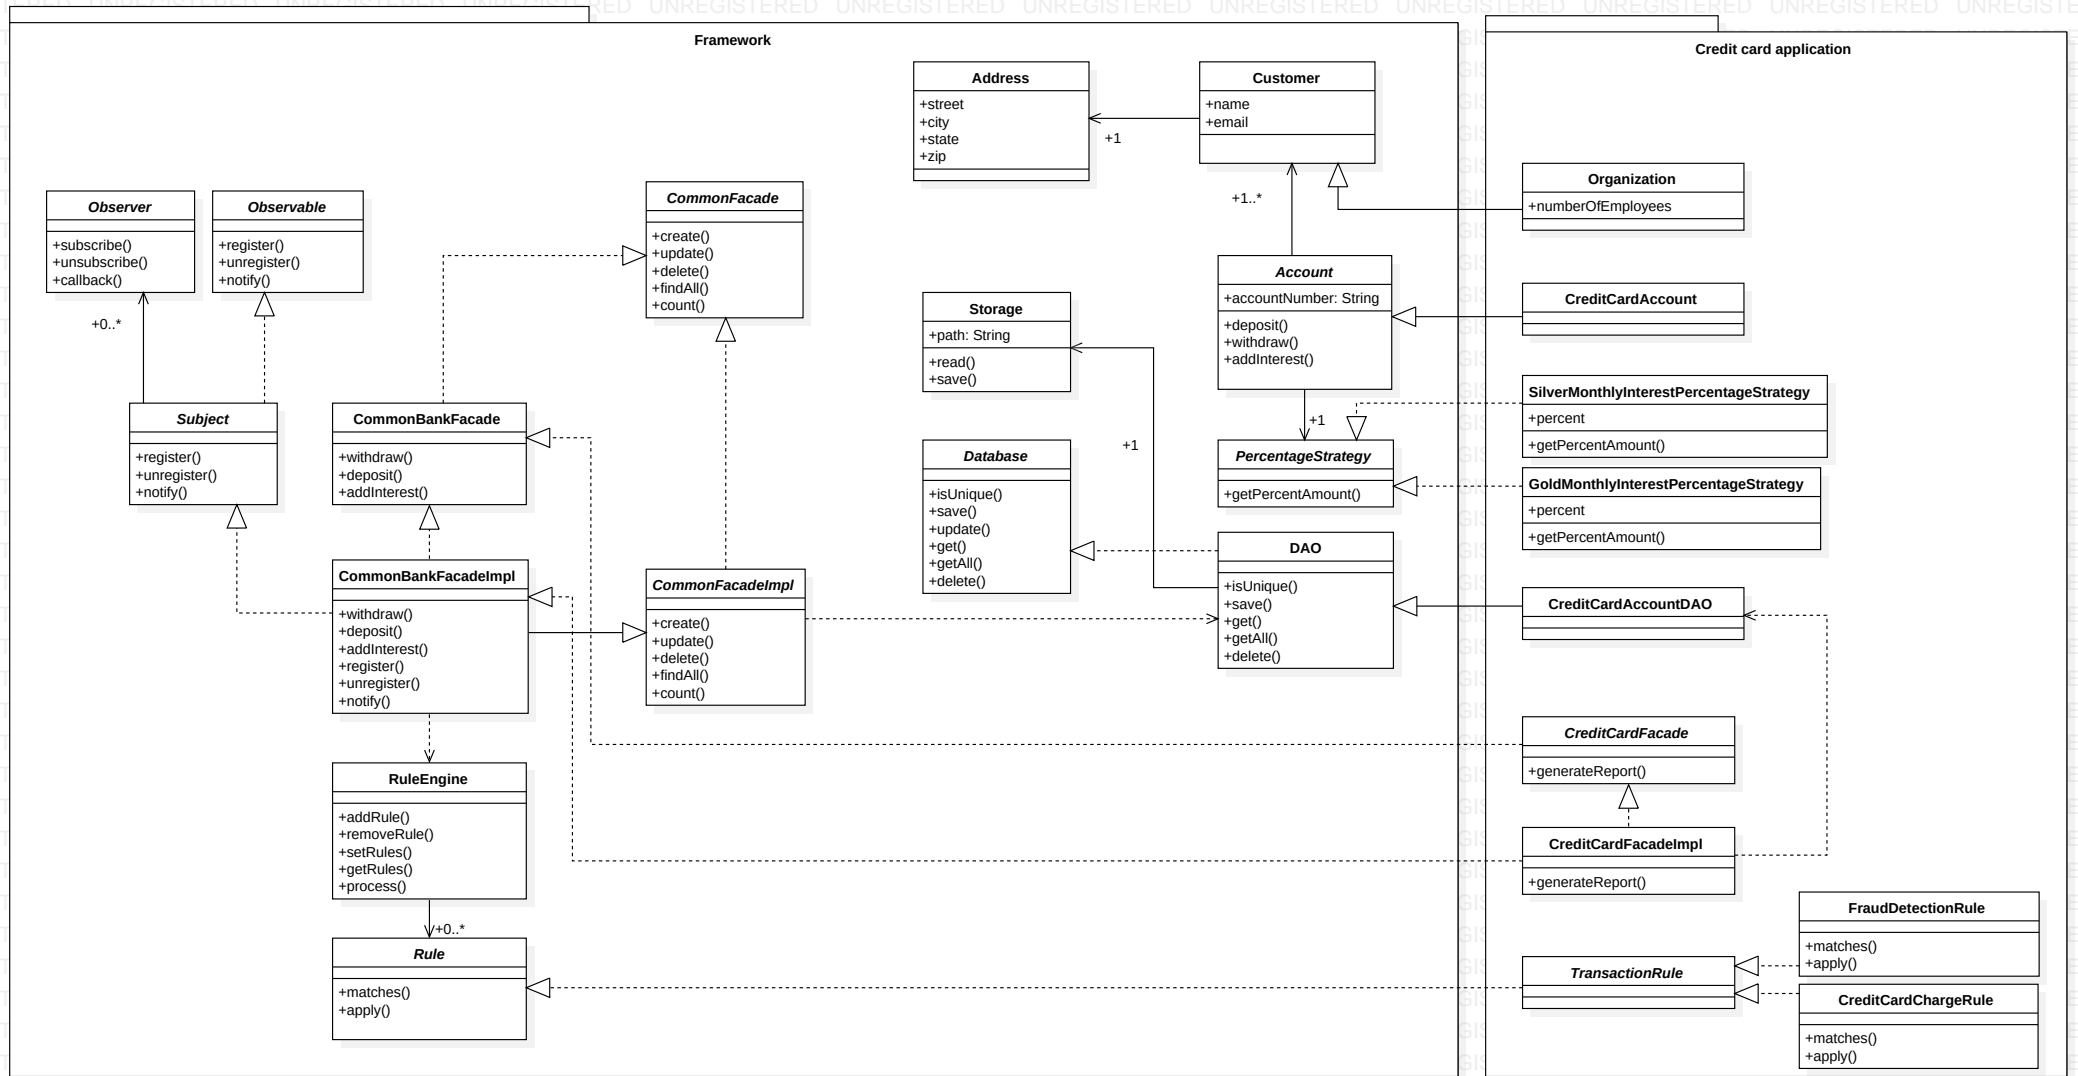 UNREGISTERED UNREGISTERED UNREGISTERED UNREGISTERED UNREGISTERED UNREGISTERED UNREGISTERED UNREGISTERED
Framework
Address
+street
+city
+state
+zip
Customer
+name
+email
+1
Observer
+subscribe()
+unsubscribe()
+callback()
Observable
+register()
+unregister()
+notify()
CommonFacade
+create()
+update()
+delete()
+findAll()
+count()
+1..*
+0..*
Account
+accountNumber: String
+deposit()
+withdraw()
+addInterest()
Storage
+path: String
+read()
+save()
Subject
+register()
+unregister()
+notify()
CommonBankFacade
+withdraw()
+deposit()
+addInterest()
+1
+1
Database
+isUnique()
+save()
+update()
+get()
+getAll()
+delete()
PercentageStrategy
+getPercentAmount()
DAO
+isUnique()
+save()
+get()
+getAll()
+delete()
CommonBankFacadeImpl
+withdraw()
+deposit()
+addInterest()
+register()
+unregister()
+notify()
CommonFacadeImpl
+create()
+update()
+delete()
+findAll()
+count()
RuleEngine
+addRule()
+removeRule()
+setRules()
+getRules()
+process()
+0..*
Rule
+matches()
+apply()
Credit card application
Organization
+numberOfEmployees
CreditCardAccount
SilverMonthlyInterestPercentageStrategy
+percent
+getPercentAmount()
GoldMonthlyInterestPercentageStrategy
+percent
+getPercentAmount()
CreditCardAccountDAO
CreditCardFacade
+generateReport()
CreditCardFacadeImpl
+generateReport()
FraudDetectionRule
+matches()
+apply()
TransactionRule
CreditCardChargeRule
+matches()
+apply()